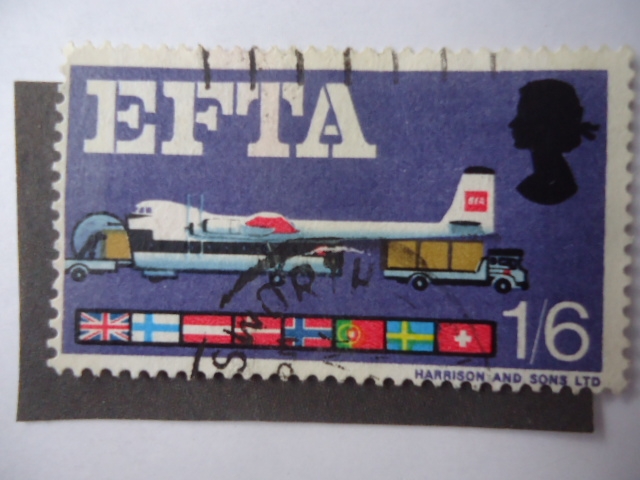 EFTA
BEA
1/6
HARRISON AND SONS LTD